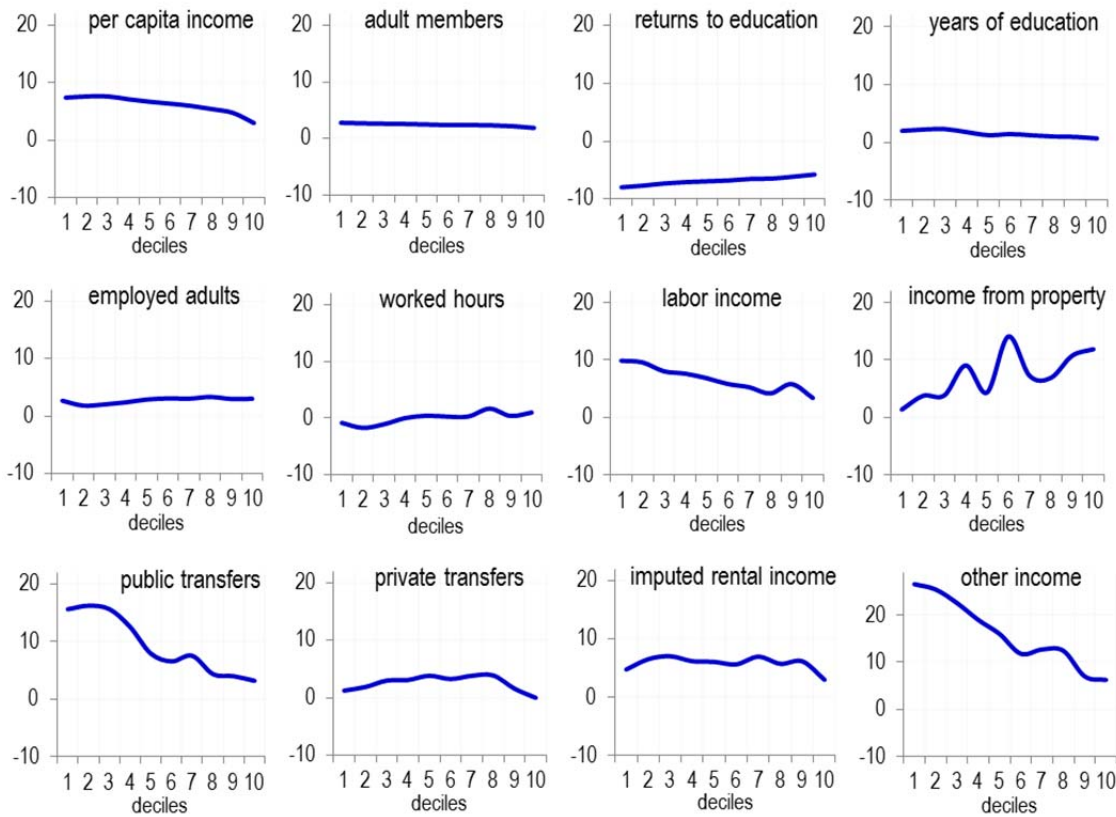 per capita income
20
10
0
-10
1 2 3 4 5 6 7 8 9 10
deciles
adult members
20
10
0
-10
1 2 3 4 5 6 7 8 9 10
deciles
returns to education
20
10
0
-10
1 2 3 4 5 6 7 8 9 10
deciles
years of education
20
10
0
-10
1 2 3 4 5 6 7 8 9 10
deciles
employed adults
20
10
0
-10
1 2 3 4 5 6 7 8 9 10
deciles
worked hours
20
10
0
-10
1 2 3 4 5 6 7 8 9 10
deciles
labor income
20
10
0
-10
1 2 3 4 5 6 7 8 9 10
deciles
income from property
20
10
0
-10
1 2 3 4 5 6 7 8 9 10
deciles
public transfers
20
10
0
-10
1 2 3 4 5 6 7 8 9 10
deciles
private transfers
20
10
0
-10
1 2 3 4 5 6 7 8 9 10
deciles
imputed rental income
20
10
0
-10
1 2 3 4 5 6 7 8 9 10
deciles
other income
20
10
0
-10
1 2 3 4 5 6 7 8 9 10
deciles